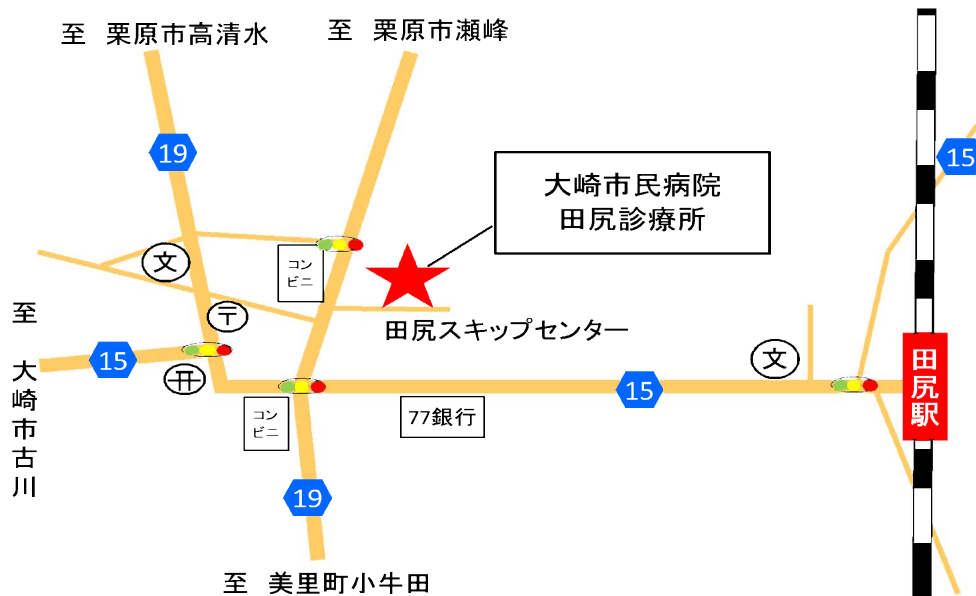 至　栗原市高清水
至　栗原市瀬峰
19
15
大崎市民病院
田尻診療所
文
コン
ビニ
〒
田尻スキップセンター
至　大崎市古川
15
文
15
田尻駅
コン
ビニ
77銀行
19
至　美里町小牛田